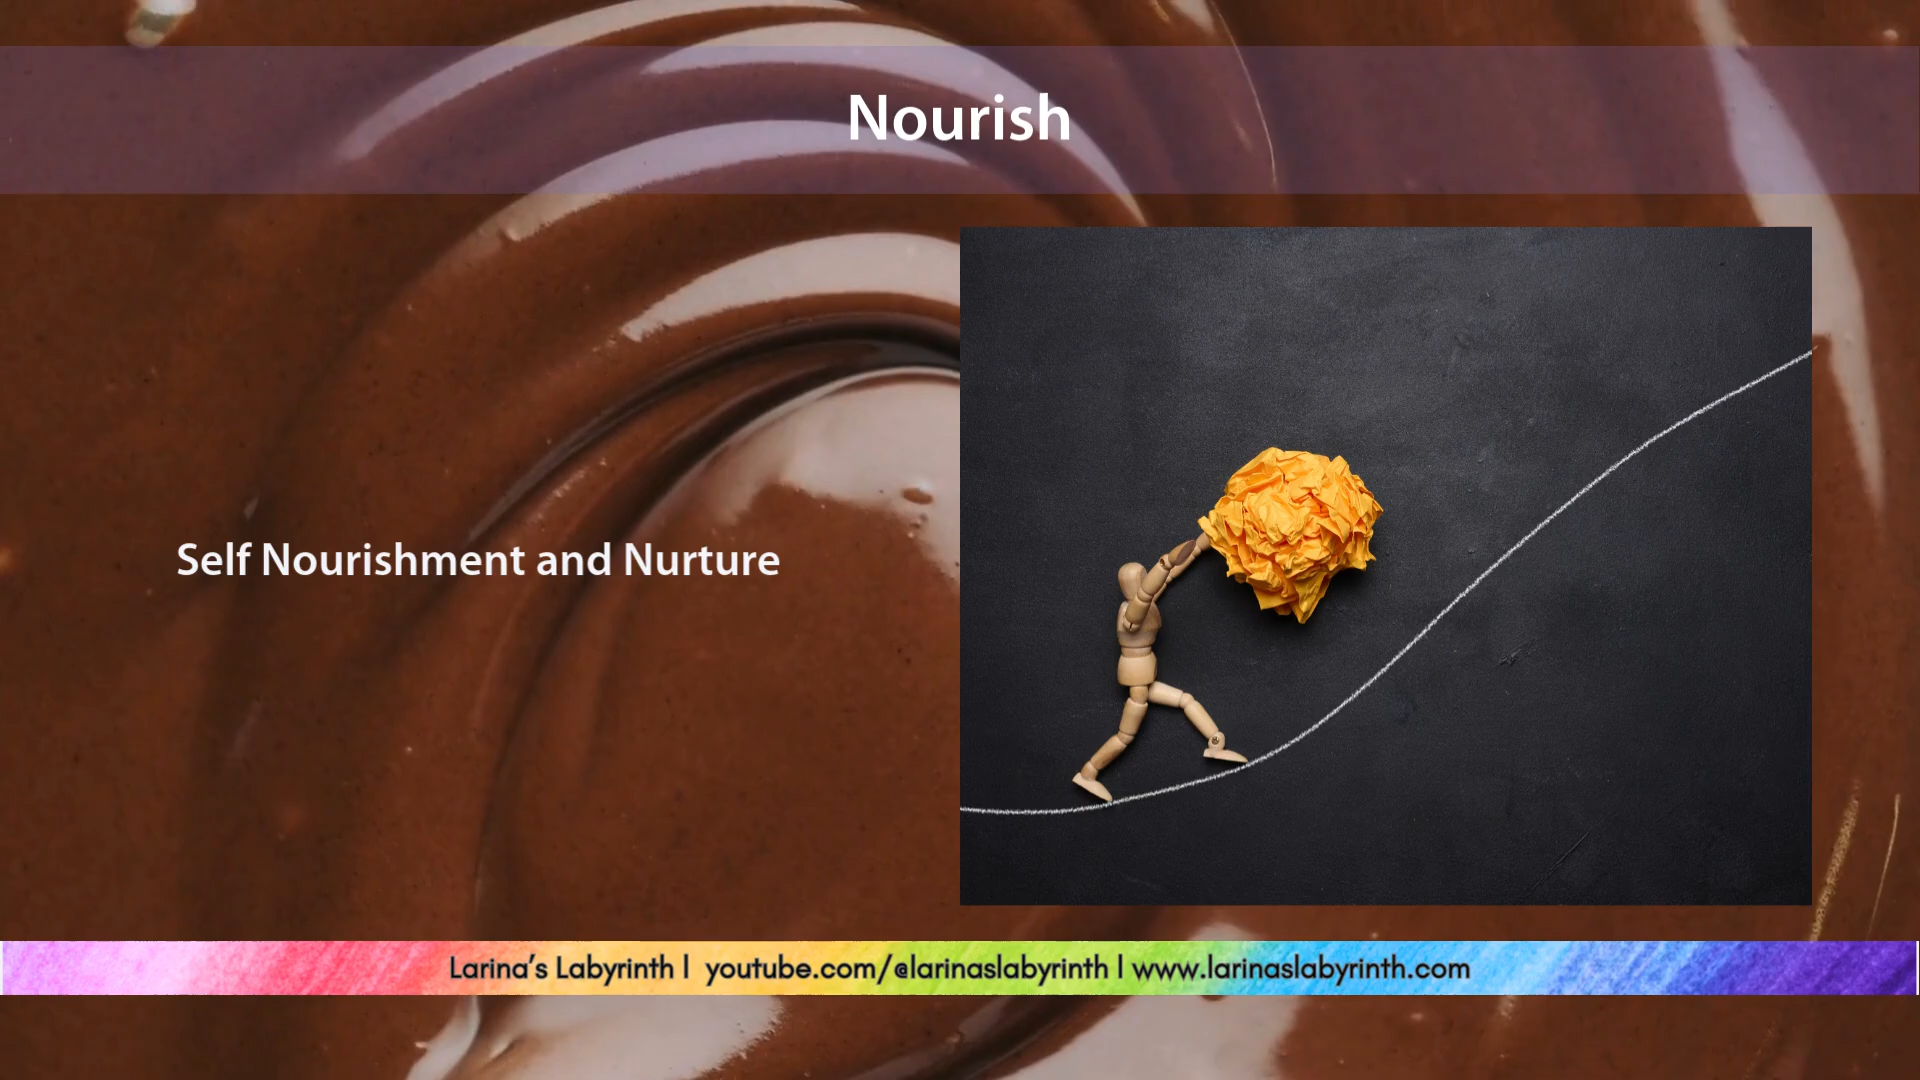 Nourish
Self Nourishment and Nurture
Larina's Labyrinth | youtube.com/@larinaslabyrinth | www.larinaslabyrinth.com